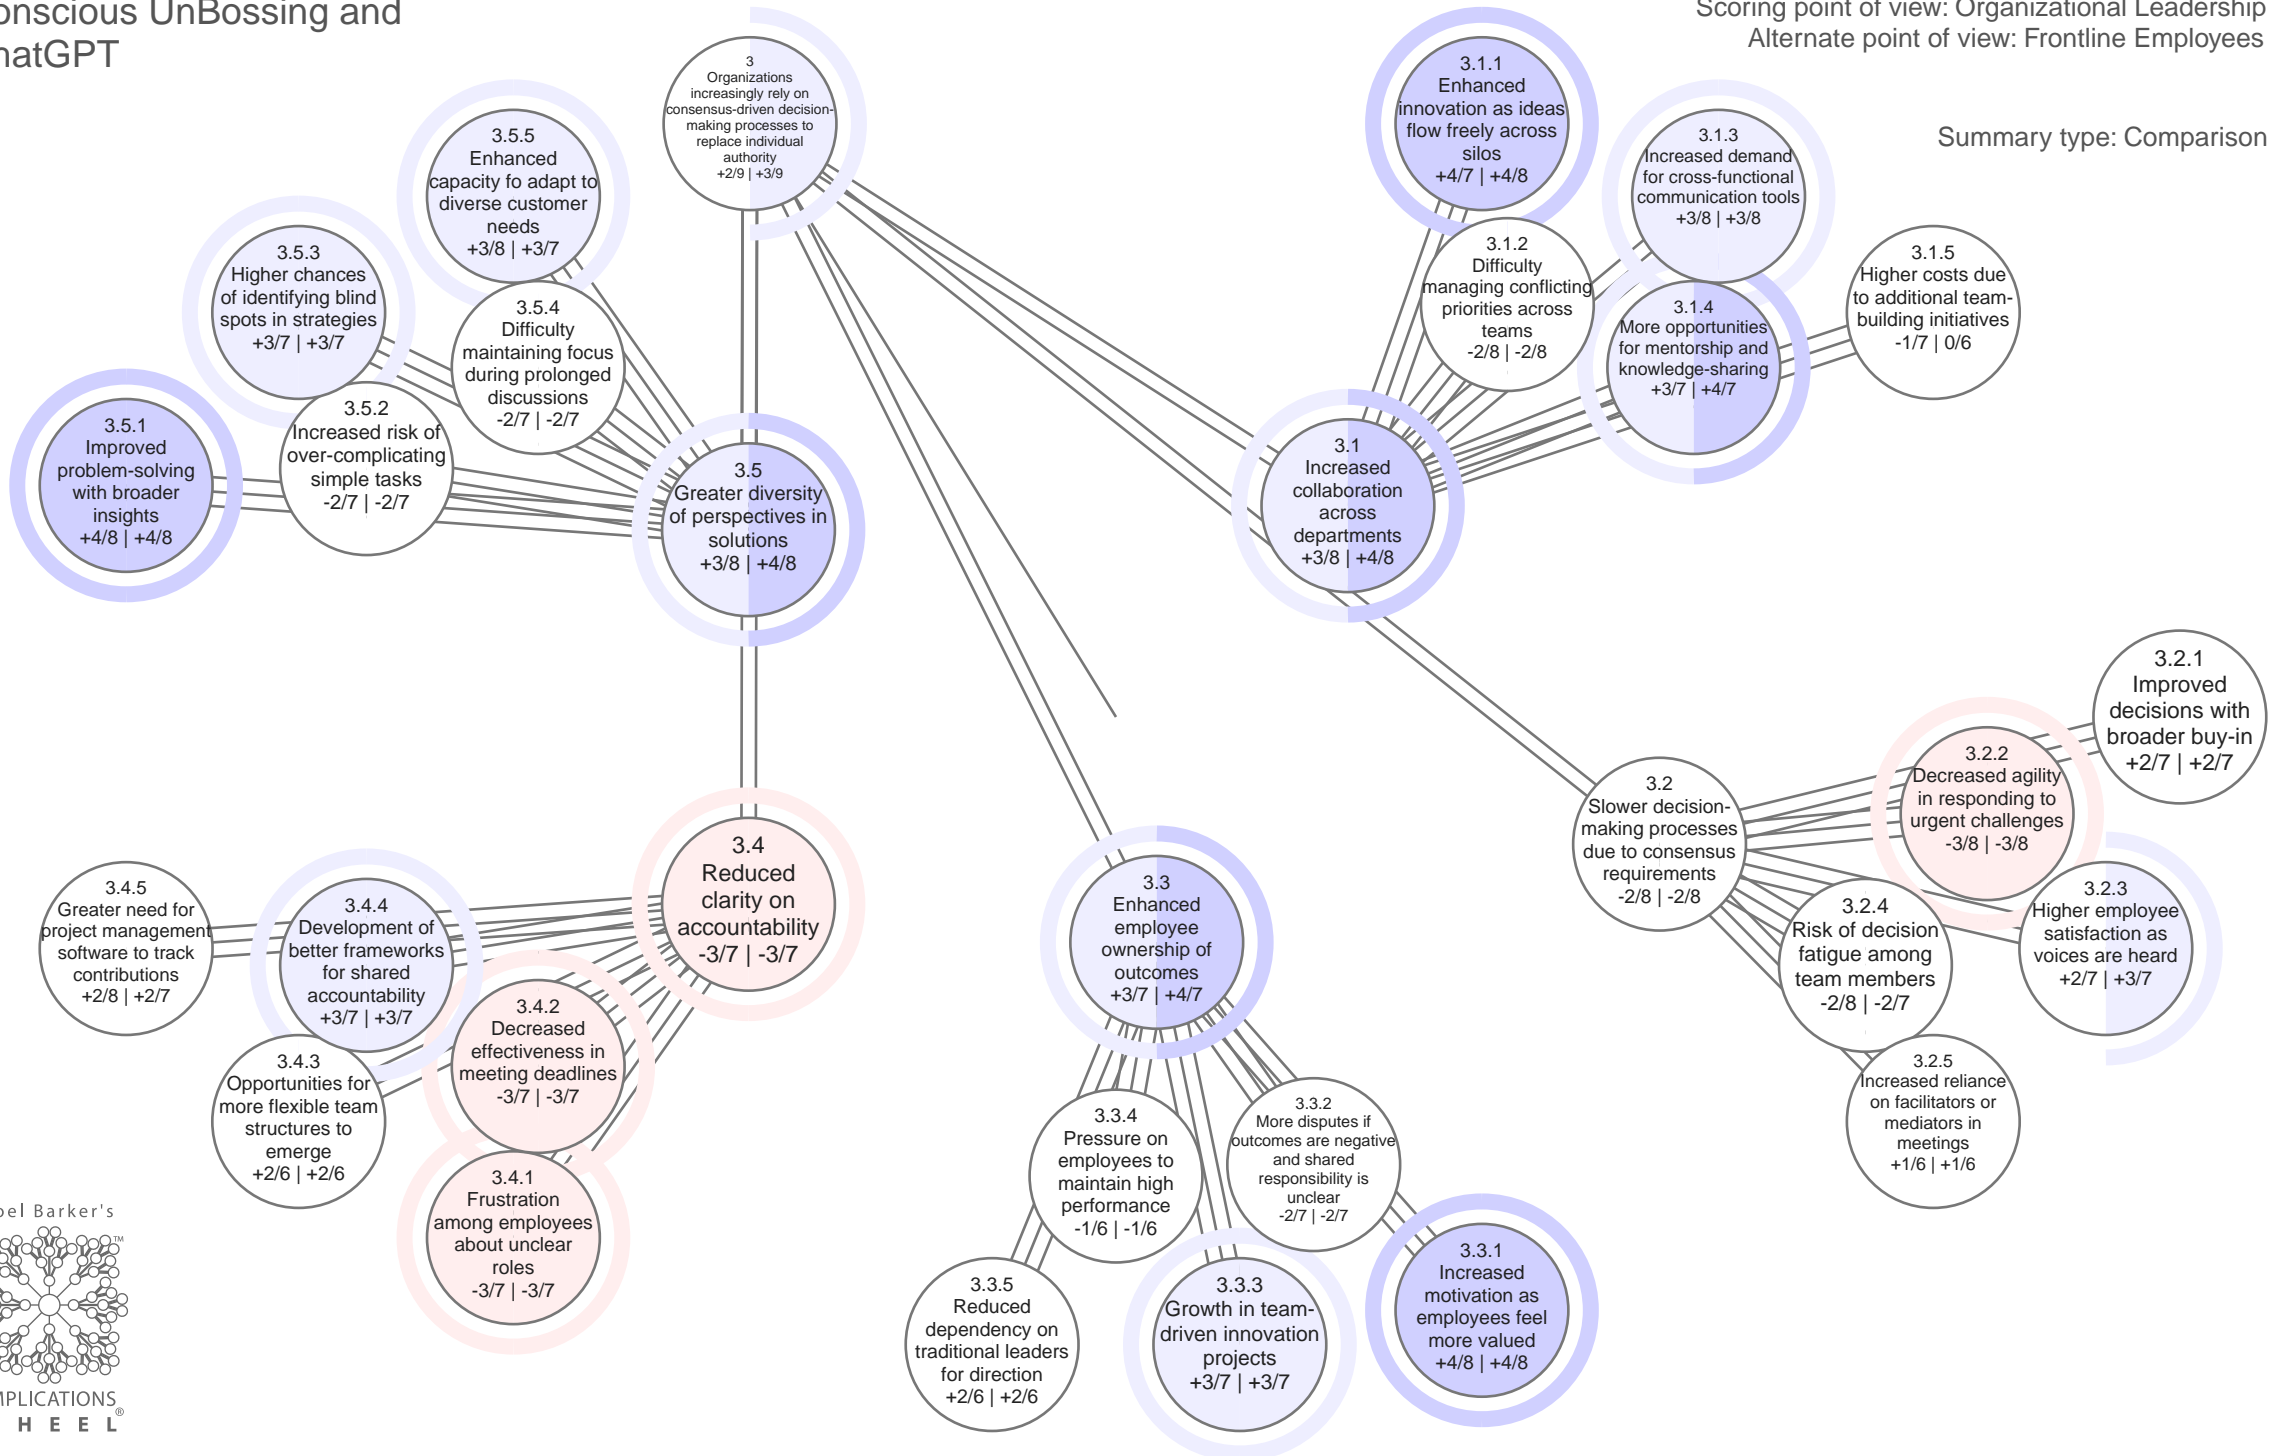 onscious UnBossing and
hatGPT
Scoring point of view: Organizational Leadership
Alternate point of view: Frontline Employees
Summary type: Comparison
3
Organizations
increasingly rely on
consensus-driven decision-
making processes to
replace individual
authority
+2/9 | +3/9
3.1.1
Enhanced
innovation as ideas
flow freely across
silos
+4/7 | +4/8
3.1.3
Increased demand
for cross-functional
communication tools
+3/8 | +3/8
3.1.2
Difficulty
managing conflicting
priorities across
teams
-2/8 | -2/8
3.1.4
More opportunities
for mentorship and
knowledge-sharing
+3/7 | +4/7
3.1.5
Higher costs due
to additional team-
building initiatives
-1/7 | 0/6
3.1
Increased
collaboration
across
departments
+3/8 | +4/8
3.5.5
Enhanced
capacity fo adapt to
diverse customer
needs
+3/8 | +3/7
3.5.3
Higher chances
of identifying blind
spots in strategies
+3/7 | +3/7
3.5.4
Difficulty
maintaining focus
during prolonged
discussions
-2/7 | -2/7
3.5.2
Increased risk of
over-complicating
simple tasks
-2/7 | -2/7
3.5.1
Improved
problem-solving
with broader
insights
+4/8 | +4/8
3.5
Greater diversity
of perspectives in
solutions
+3/8 | +4/8
3.2.1
Improved
decisions with
broader buy-in
+2/7 | +2/7
3.2.2
Decreased agility
in responding to
urgent challenges
-3/8 | -3/8
3.2
Slower decision-
making processes
due to consensus
requirements
-2/8 | -2/8
3.2.3
Higher employee
satisfaction as
voices are heard
+2/7 | +3/7
3.2.4
Risk of decision
fatigue among
team members
-2/8 | -2/7
3.2.5
Increased reliance
on facilitators or
mediators in
meetings
+1/6 | +1/6
3.4
Reduced
clarity on
accountability
-3/7 | -3/7
3.4.5
Greater need for
project management
software to track
contributions
+2/8 | +2/7
3.4.4
Development of
better frameworks
for shared
accountability
+3/7 | +3/7
3.4.2
Decreased
effectiveness in
meeting deadlines
-3/7 | -3/7
3.4.3
Opportunities for
more flexible team
structures to
emerge
+2/6 | +2/6
3.4.1
Frustration
among employees
about unclear
roles
-3/7 | -3/7
3.3
Enhanced
employee
ownership of
outcomes
+3/7 | +4/7
3.3.4
Pressure on
employees to
maintain high
performance
-1/6 | -1/6
3.3.2
More disputes if
outcomes are negative
and shared
responsibility is
unclear
-2/7 | -2/7
3.3.5
Reduced
dependency on
traditional leaders
for direction
+2/6 | +2/6
3.3.3
Growth in team-
driven innovation
projects
+3/7 | +3/7
3.3.1
Increased
motivation as
employees feel
more valued
+4/8 | +4/8
oel Barker's
TM
MPLICATIONS
HEEL®